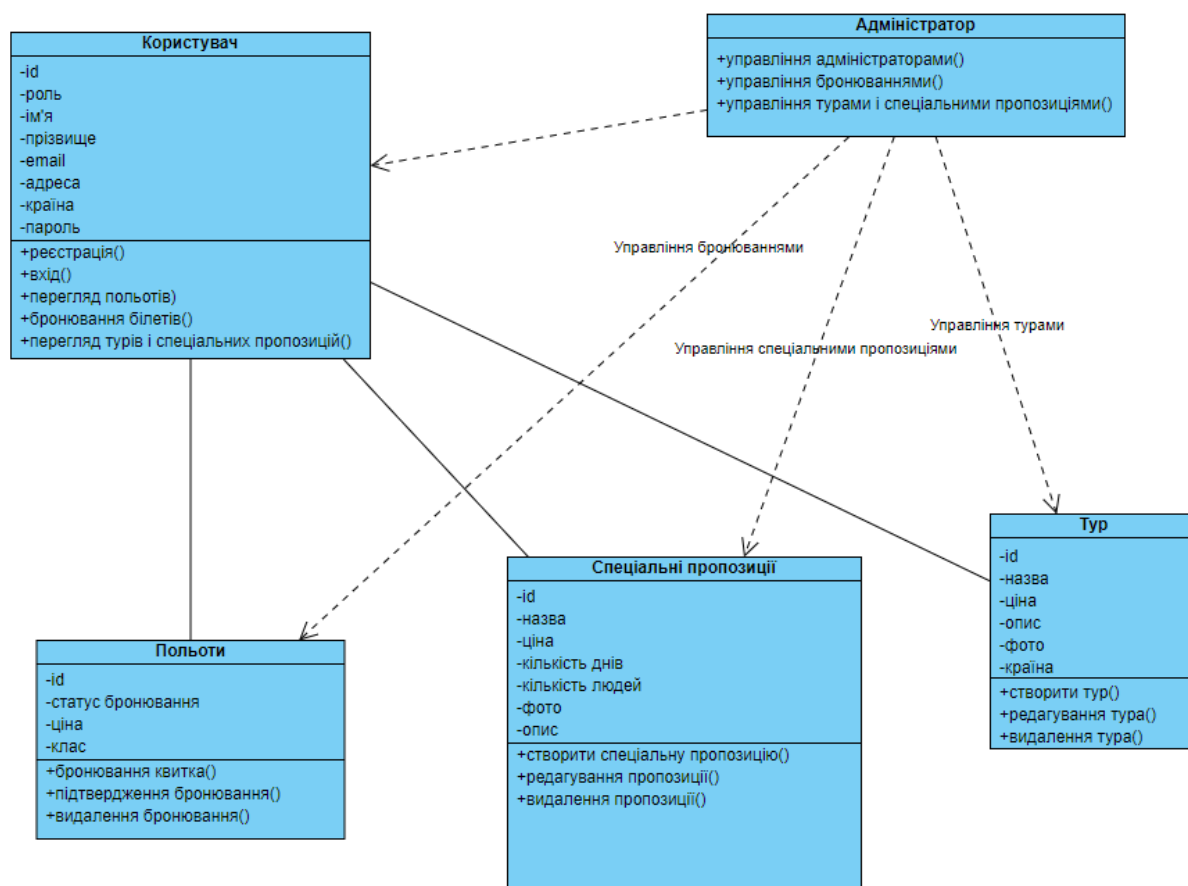 Користувач
-id
-роль
-ім'я
-прізвище
-email
-адреса
-країна
-пароль
+реєстрація()
+вхід()
+перегляд польотів)
+бронювання білетів()
+перегляд турів і спеціальних пропозицій()
Адміністратор
+управління адміністраторами()
+управління бронюваннями()
+управління турами і спеціальними пропозиціями()
Управління бронюваннями
Управління спеціальними пропозиціями
Управління турами
Польоти
-id
-статус бронювання
-ціна
-клас
+бронювання квитка()
+підтвердження бронювання()
+видалення бронювання()
Спеціальні пропозиції
-id
-назва
-ціна
-кількість днів
-кількість людей
-фото
-опис
+створити спеціальну пропозицію()
+редагування пропозиції()
+видалення пропозиції()
Тур
-id
-назва
-ціна
-опис
-фото
-країна
+створити тур()
+редагування тура()
+видалення тура()